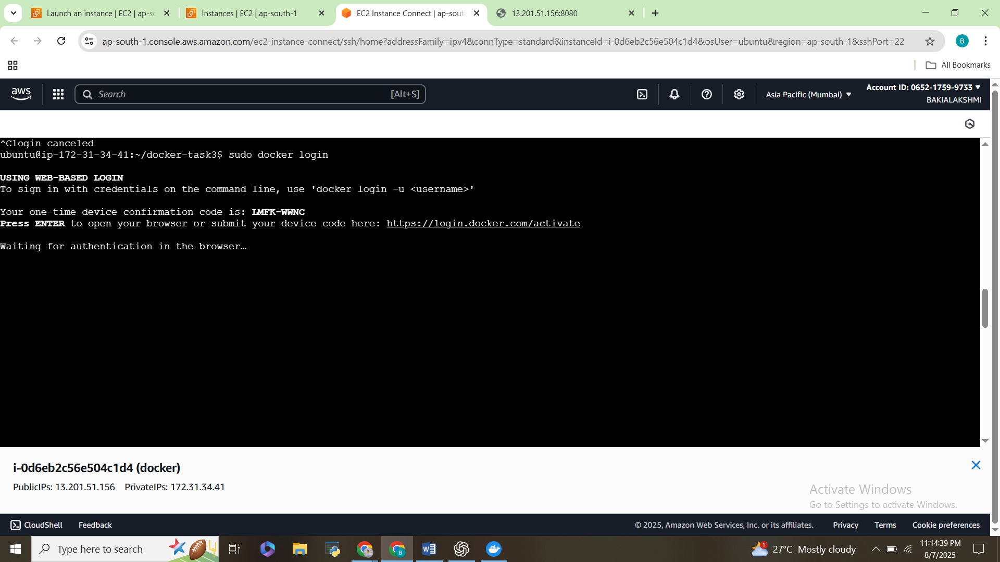 Launch an instance | EC2 | ap-sc
Instances | EC2 | ap-south-1
EC2 Instance Connect | ap-sout
13.201.51.156:8080
ap-south-1.console.aws.amazon.com/ec2-instance-connect/ssh/home?addressFamily=ipv4&connType=standard&instanceId=i-0d6eb2c56e504c1d4&osUser=ubuntu&region=ap-south-1&sshPort=22
B
All Bookmarks
aws
Search
[Alt+S]
Asia Pacific (Mumbai)
Account ID: 0652-1759-9733
BAKIALAKSHMI
^Clogin canceled
ubuntu@ip-172-31-34-41:~/docker-task3$ sudo docker login
USING WEB-BASED LOGIN
To sign in with credentials on the command line, use 'docker login -u <username>'
Your one-time device confirmation code is: LMFK-WWNC
Press ENTER to open your browser or submit your device code here: https://login.docker.com/activate
Waiting for authentication in the browser…
i-0d6eb2c56e504c1d4 (docker)
PublicIPs: 13.201.51.156 PrivateIPs: 172.31.34.41
Activate Windows
Go to Settings to activate Windows.
CloudShell
Feedback
© 2025, Amazon Web Services, Inc. or its affiliates.
Privacy
Terms
Cookie preferences
Type here to search
27°C Mostly cloudy
11:14:39 PM
8/7/2025